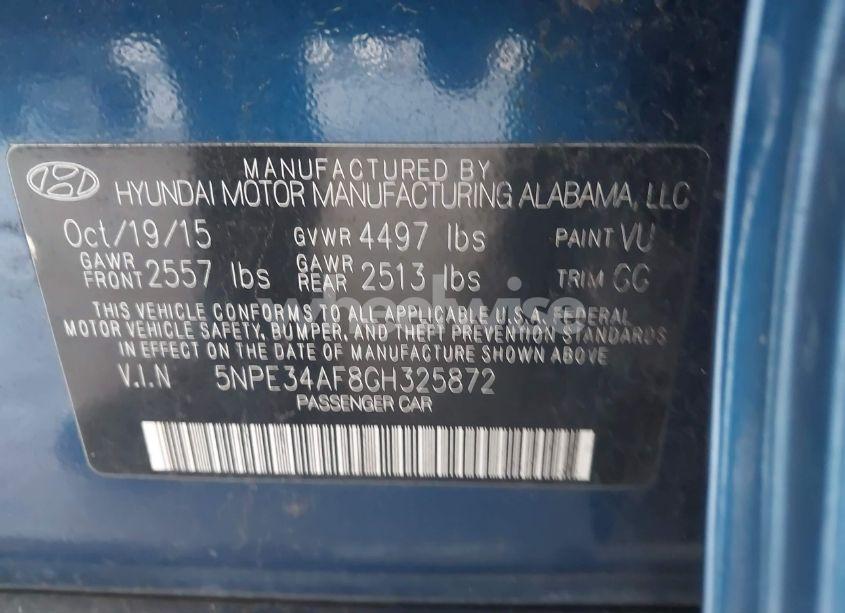 MANUFACTURED BY
HYUNDAI MOTOR MANUFACTURING ALABAMA, LLC
Oct/19/15 GVWR 4497 lbs PAINT VU
GAWR FRONT 2557 lbs GAWR REAR 2513 lbs TRIM GG
THIS VEHICLE CONFORMS TO ALL APPLICABLE U.S.A. FEDERAL
MOTOR VEHICLE SAFETY, BUMPER, AND THEFT PREVENTION STANDARDS
IN EFFECT ON THE DATE OF MANUFACTURE SHOWN ABOVE.
V.I.N 5NPE34AF8GH325872
PASSENGER CAR
wheelwise